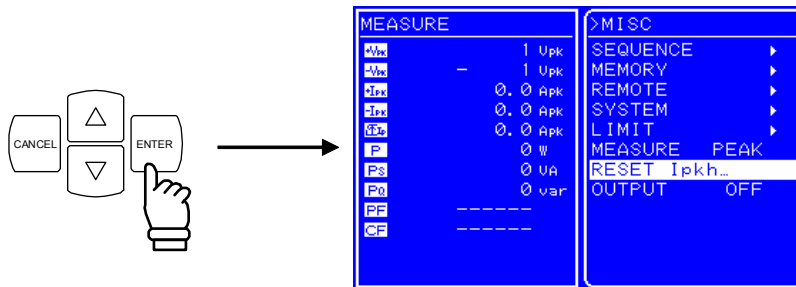 CANCEL
ENTER
MEASURE
+Vpk 1 Vpk
-Vpk - 1 Vpk
+Ipk 0.0 Apk
-Ipk 0.0 Apk
0.0 Apk
P 0 W
Ps 0 VA
PQ 0 var
PF ------
CF ------
>MISC
SEQUENCE
MEMORY
REMOTE
SYSTEM
LIMIT
MEASURE PEAK
RESET Ipkh…
OUTPUT OFF